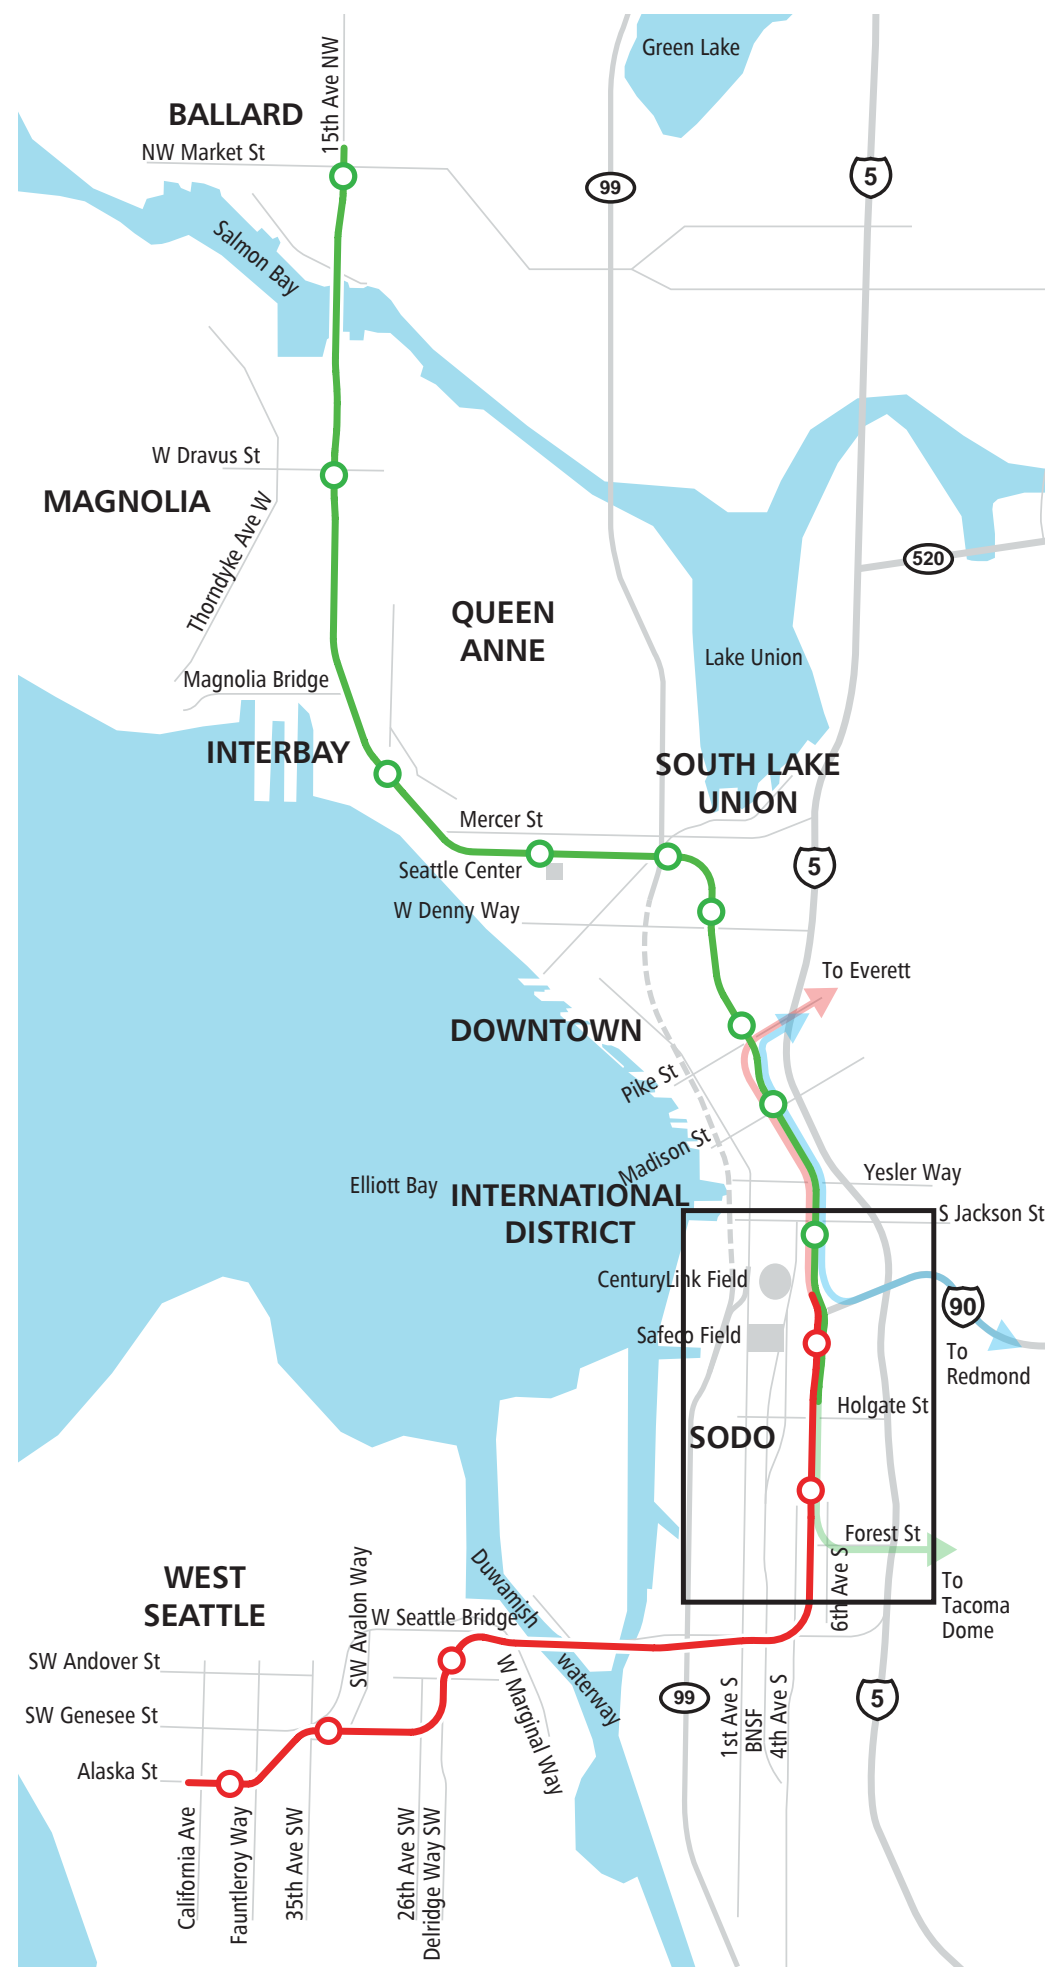 Green Lake
15th Ave NW
BALLARD
NW Market St
99
5
Salmon Bay
W Dravus St
MAGNOLIA
Thorndyke Ave W
520
QUEEN
ANNE
Lake Union
Magnolia Bridge
INTERBAY
SOUTH LAKE
UNION
Mercer St
Seattle Center
5
W Denny Way
To Everett
DOWNTOWN
Pike St
Madison St
Yesler Way
Elliott Bay
INTERNATIONAL
DISTRICT
S Jackson St
CenturyLink Field
90
Safeco Field
To
Redmond
Holgate St
SODO
Forest St
6th Ave S
To
Tacoma
Dome
WEST
SEATTLE
SW Avalon Way
Duwamish
waterway
W Seattle Bridge
SW Andover St
W Marginal Way
99
5
1st Ave S
BNSF
4th Ave S
SW Genesee St
Alaska St
California Ave
Fauntleroy Way
35th Ave SW
26th Ave SW
Delridge Way SW